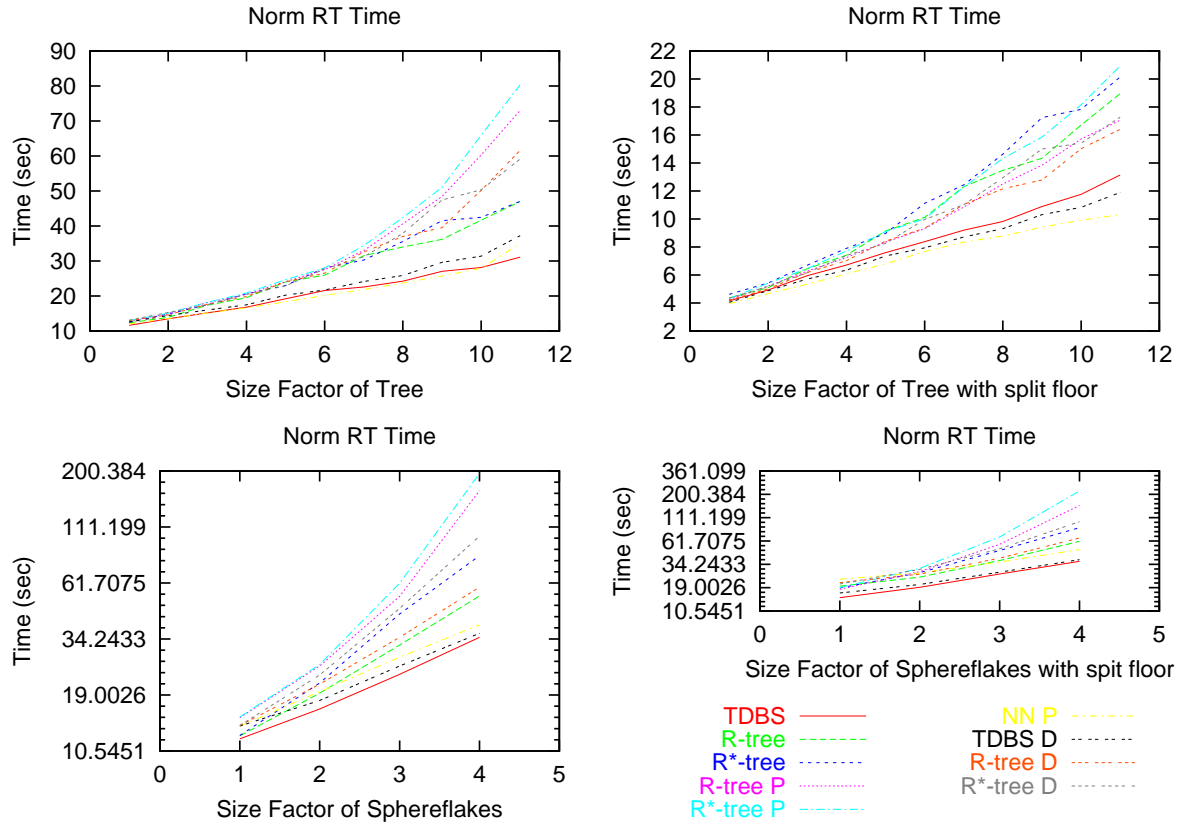 Norm RT Time
90
80
70
60
50
40
30
20
10
0 2 4 6 8 10 12
Time (sec)
Size Factor of Tree
Norm RT Time
22
20
18
16
14
12
10
8
6
4
2
0 2 4 6 8 10 12
Time (sec)
Size Factor of Tree with split floor
Norm RT Time
200.384
111.199
61.7075
34.2433
19.0026
10.5451
0 1 2 3 4 5
Time (sec)
Size Factor of Sphereflakes
Norm RT Time
361.099
200.384
111.199
61.7075
34.2433
19.0026
10.5451
0 1 2 3 4 5
Time (sec)
Size Factor of Sphereflakes with spit floor
TDBS
R-tree
R*-tree
R-tree P
R*-tree P
NN P
TDBS D
R-tree D
R*-tree D